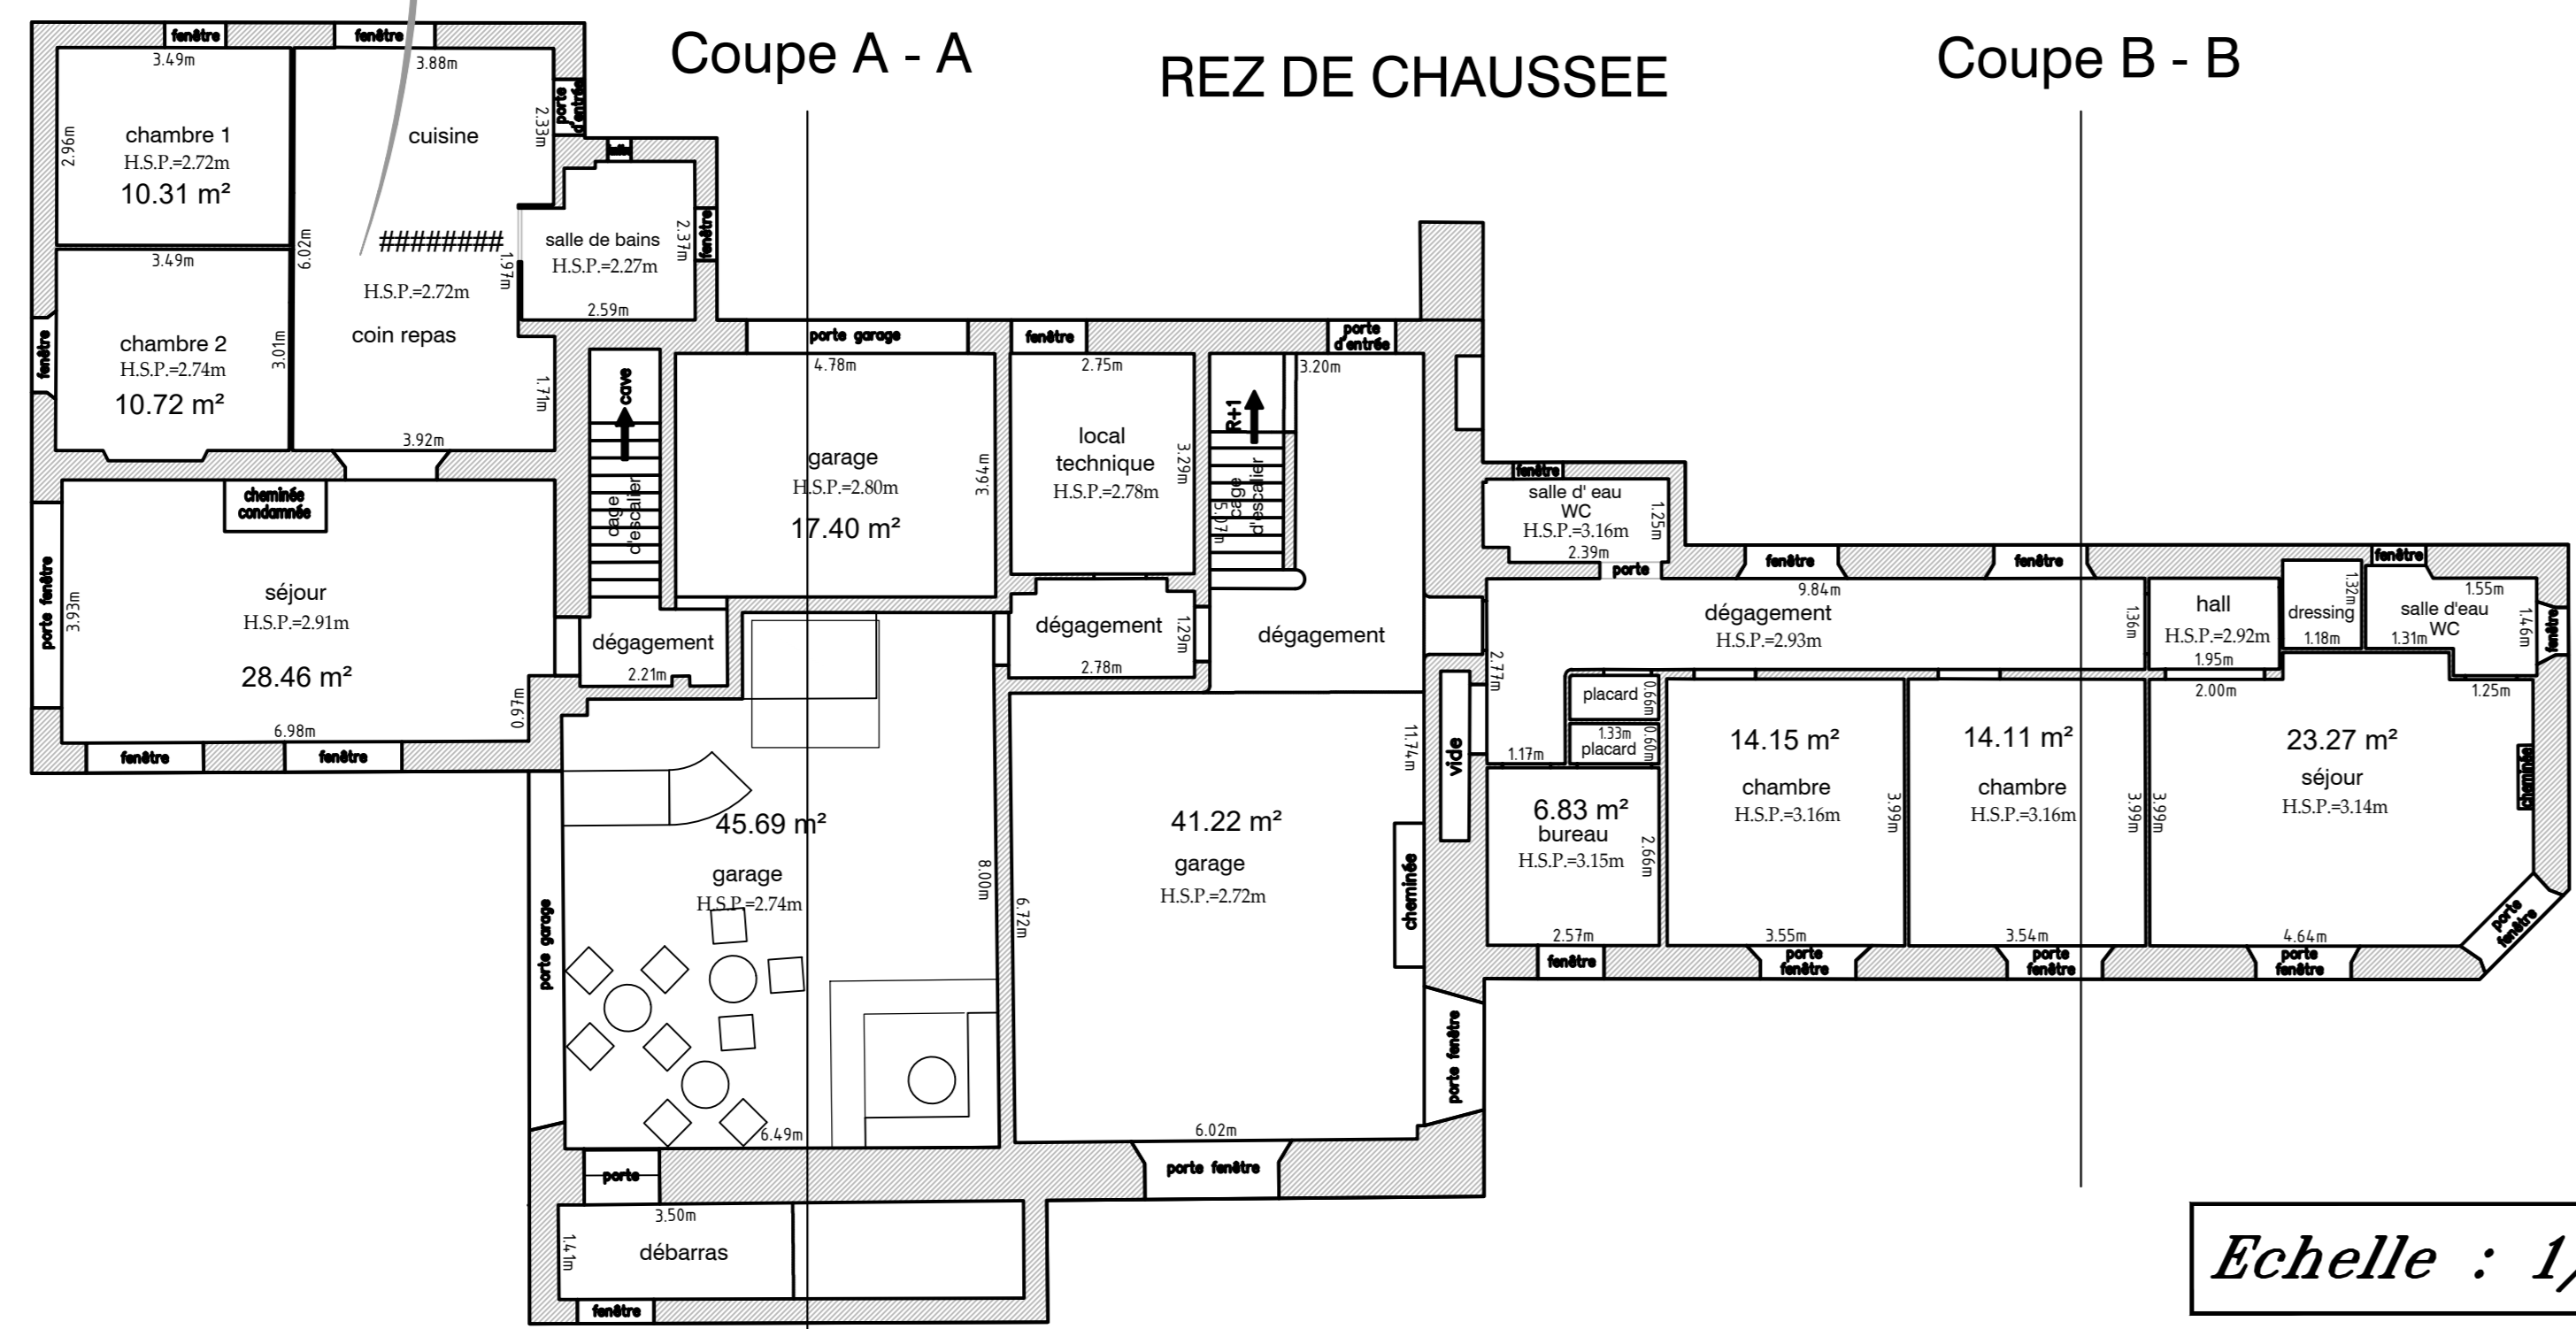 Coupe A - A
REZ DE CHAUSSEE
Coupe B - B
fenêtre
fenêtre
3.49m
3.88m
porte
d'entrée
2.33m
2.96m
chambre 1
H.S.P.=2.72m
10.31 m²
cuisine
########
6.02m
1.97m
H.S.P.=2.72m
coin repas
salle de bains
H.S.P.=2.27m
2.37m
fenêtre
2.59m
3.49m
chambre 2
H.S.P.=2.74m
10.72 m²
3.01m
fenêtre
1.71m
3.92m
cheminée
condamnée
séjour
H.S.P.=2.91m
28.46 m²
porte fenêtre
3.93m
0.97m
6.98m
fenêtre
fenêtre
cave
cage
d'escalier
dégagement
2.21m
porte garage
4.78m
garage
H.S.P.=2.80m
17.40 m²
3.64m
fenêtre
2.75m
local
technique
H.S.P.=2.78m
3.29m
dégagement
1.29m
2.78m
porte
d'entrée
3.20m
R+1
cage
d'escalier
5.07m
dégagement
45.69 m²
garage
H.S.P.=2.74m
8.00m
porte garage
6.49m
porte
3.50m
1.41m
débarras
fenêtre
41.22 m²
garage
H.S.P.=2.72m
6.72m
11.74m
cheminée
vide
porte fenêtre
6.02m
porte fenêtre
fenêtre
salle d' eau
WC
H.S.P.=3.16m
1.25m
2.39m
porte
fenêtre
fenêtre
fenêtre
9.84m
dégagement
H.S.P.=2.93m
1.36m
2.77m
hall
H.S.P.=2.92m
1.95m
1.32m
dressing
1.18m
1.55m
salle d'eau
WC
1.31m
1.46m
fenêtre
placard
0.66m
1.33m
placard
0.60m
1.17m
6.83 m²
bureau
H.S.P.=3.15m
2.66m
2.57m
fenêtre
14.15 m²
chambre
H.S.P.=3.16m
3.99m
3.55m
porte
fenêtre
14.11 m²
chambre
H.S.P.=3.16m
3.99m
3.54m
porte
fenêtre
2.00m
1.25m
23.27 m²
séjour
H.S.P.=3.14m
3.99m
cheminée
4.64m
porte
fenêtre
porte
fenêtre
Echelle : 1/